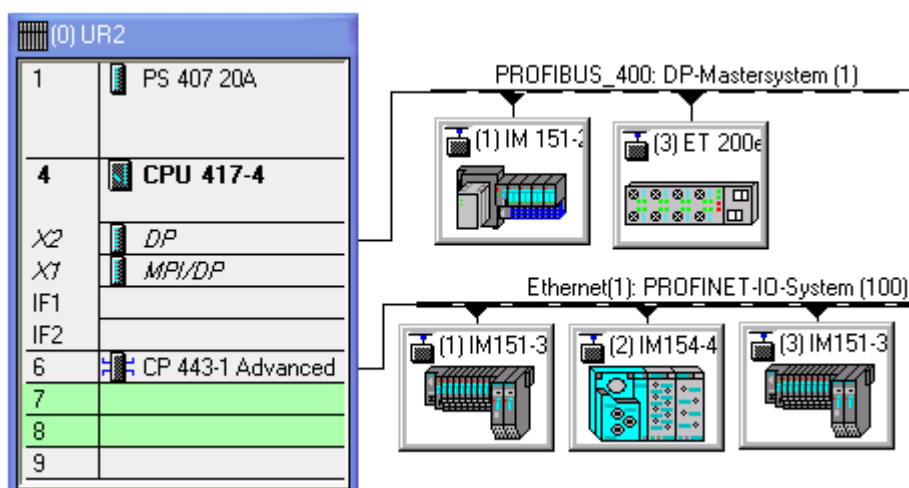 (0) UR2
1 PS 407 20A
4 CPU 417-4
X2 DP
X1 MPI/DP
IF1
IF2
6 CP 443-1 Advanced
7
8
9
PROFIBUS_400: DP-Mastersystem (1)
(1) IM 151-2
(3) ET 200e
Ethernet(1): PROFINET-IO-System (100)
(1) IM151-3
(2) IM154-4
(3) IM151-3